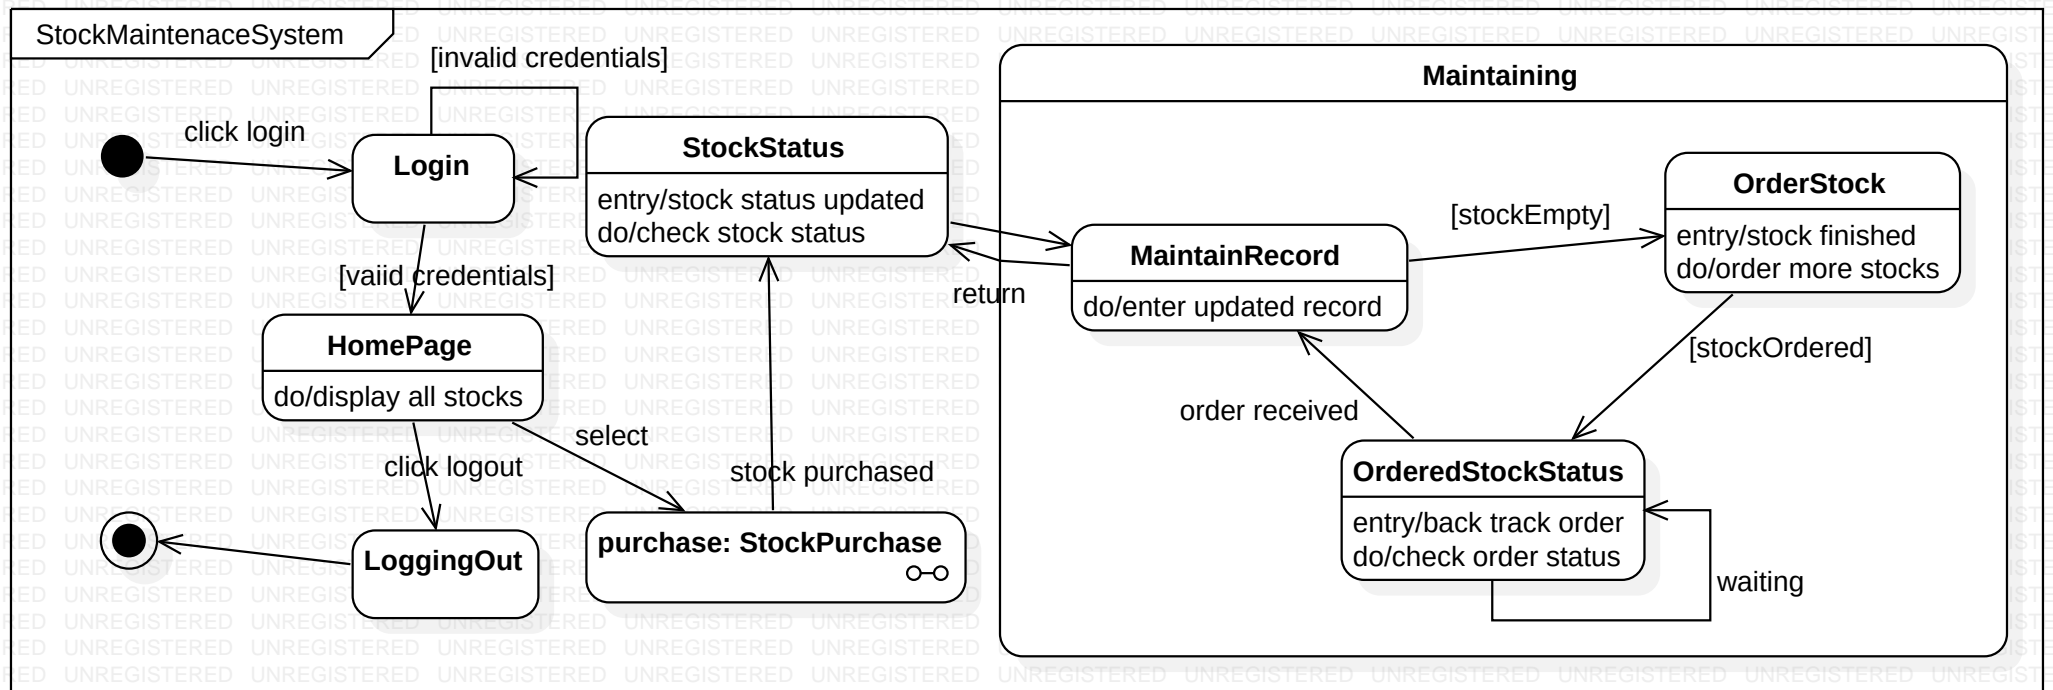 StockMaintenaceSystem
[invalid credentials]
Maintaining
click login
Login
StockStatus
entry/stock status updated
do/check stock status
OrderStock
entry/stock finished
do/order more stocks
[stockEmpty]
MaintainRecord
do/enter updated record
[vaiid credentials]
return
HomePage
do/display all stocks
[stockOrdered]
order received
select
click logout
stock purchased
OrderedStockStatus
entry/back track order
do/check order status
purchase: StockPurchase
LoggingOut
waiting
UNREGISTERED